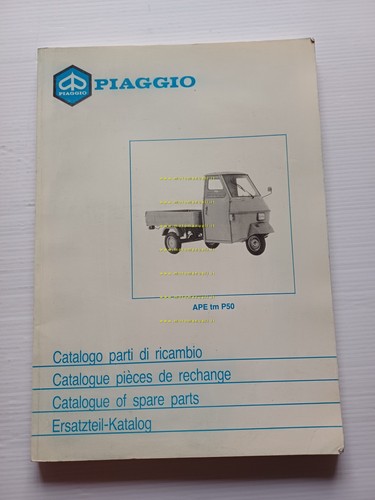 PIAGGIO
PIAGGIO
APE tm P50
Catalogo parti di ricambio
Catalogue pièces de rechange
Catalogue of spare parts
Ersatzteil-Katalog